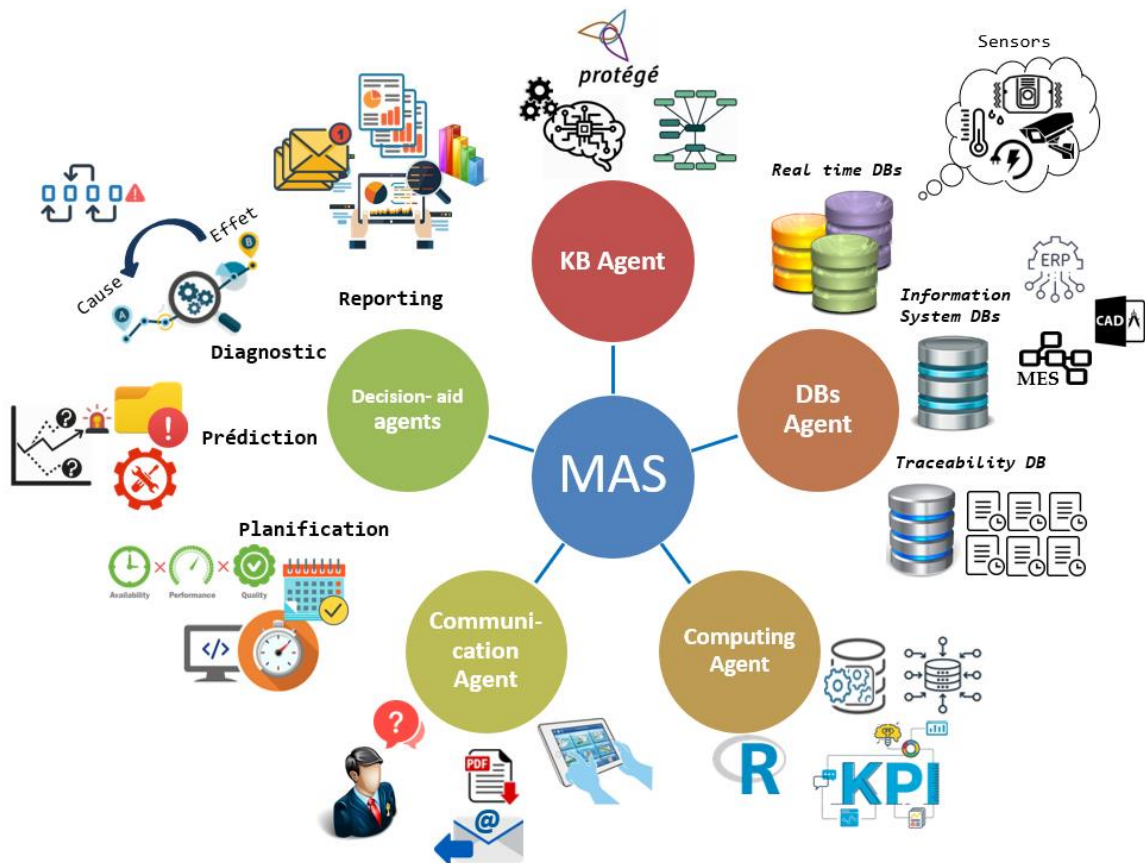 Sensors
protégé
Real time DBs
1
Effet
Cause
B
A
KB Agent
ERP
Reporting
Information
System DBs
CAD
MES
Diagnostic
Decision- aid
agents
DBs
Agent
?
!
Prédiction
?
MAS
Traceability DB
Planification
Availability
×
Performance
×
Quality
</>
Communi-
cation
Agent
Computing
Agent
?
PDF
@
R
KPI